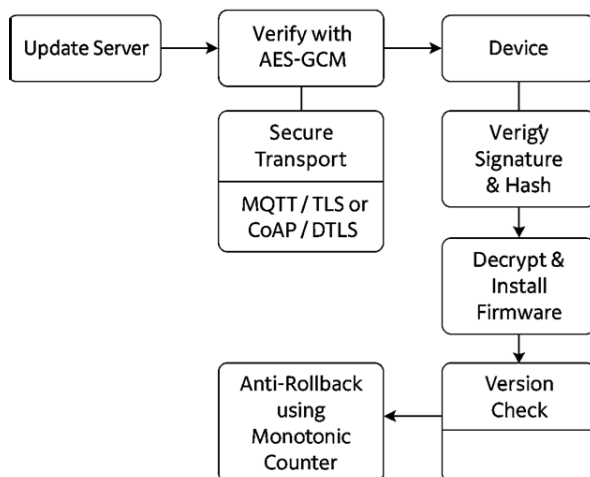 Update Server
Verify with
AES-GCM
Device
Secure
Transport
MQTT / TLS or
CoAP / DTLS
Verigy
Signature
& Hash
Decrypt &
Install
Firmware
Anti-Rollback
using
Monotonic
Counter
Version
Check